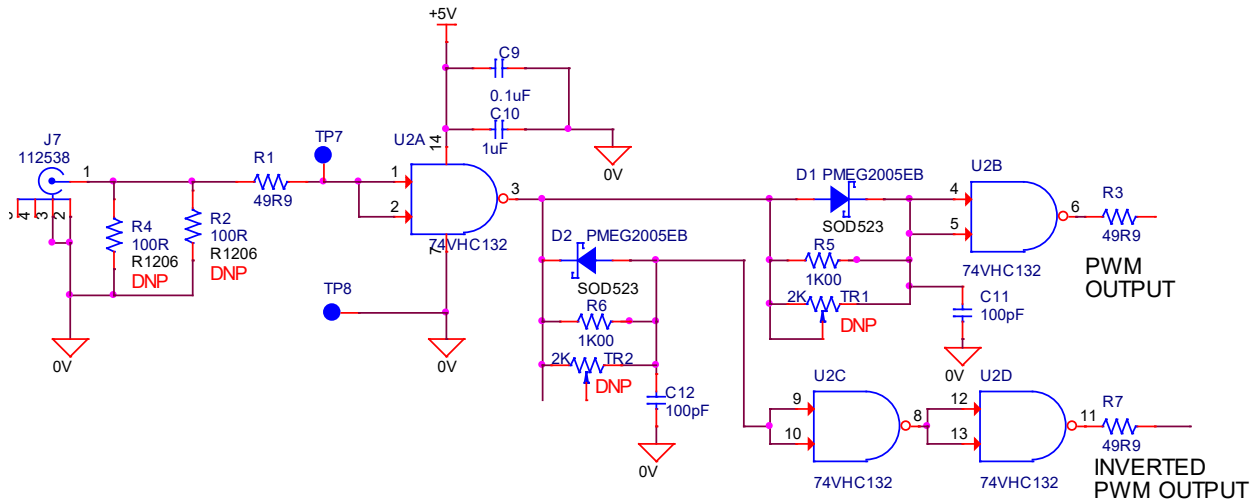 +5V
C9
0.1uF
C10
1uF
0V
J7
112538
1
4
3
2
R4
100R
R1206
DNP
R2
100R
R1206
DNP
0V
R1
49R9
TP7
U2A
14
1
2
3
7
74VHC132
TP8
0V
D2 PMEG2005EB
SOD523
R6
1K00
2K TR2
DNP
C12
100pF
0V
D1 PMEG2005EB
SOD523
R5
1K00
2K TR1
DNP
C11
100pF
0V
U2B
4
5
6
74VHC132
R3
49R9
PWM
OUTPUT
U2C
9
10
8
74VHC132
U2D
12
13
11
74VHC132
R7
49R9
INVERTED
PWM OUTPUT